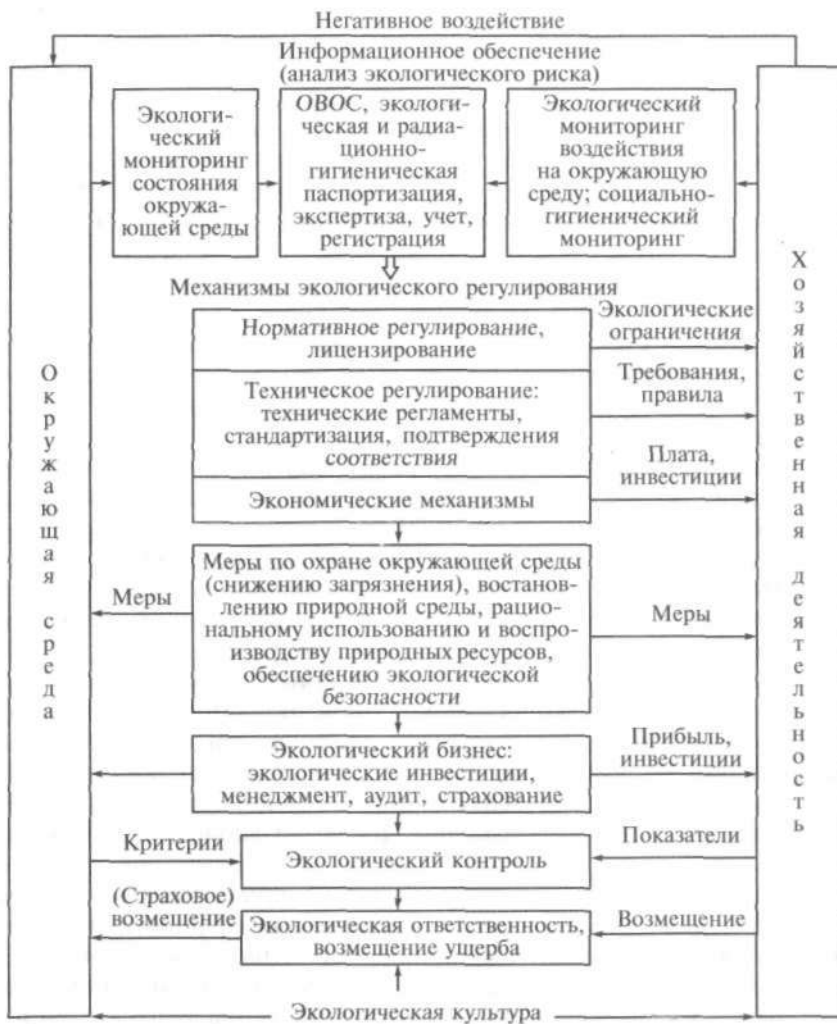 Негативное воздействие
Информационное обеспечение
(анализ экологического риска)
Экологи-
ческий
мониторинг
состояния
окружа-
ющей среды
ОВОС, экологи-
ческая и радиа-
ционно-
гигиеническая
паспортизация,
экспертиза, учет,
регистрация
Экологический
мониторинг
воздействия
на окружающую
среду; социально-
гигиенический
мониторинг
Механизмы экологического регулирования
Нормативное регулирование,
лицензирование
Экологические
ограничения
Техническое регулирование:
технические регламенты,
стандартизация, подтверждения
соответствия
Требования,
правила
Экономические механизмы
Плата,
инвестиции
Окружающая среда
Хозяйственная деятельность
Меры
Меры по охране окружающей среды
(снижению загрязнения), востанов-
лению природной среды, рацио-
нальному использованию и воспро-
изводству природных ресурсов,
обеспечению экологической
безопасности
Меры
Экологический бизнес:
экологические инвестиции,
менеджмент, аудит, страхование
Прибыль,
инвестиции
Критерии
Экологический контроль
Показатели
(Страховое)
возмещение
Экологическая ответственность,
возмещение ущерба
Возмещение
Экологическая культура